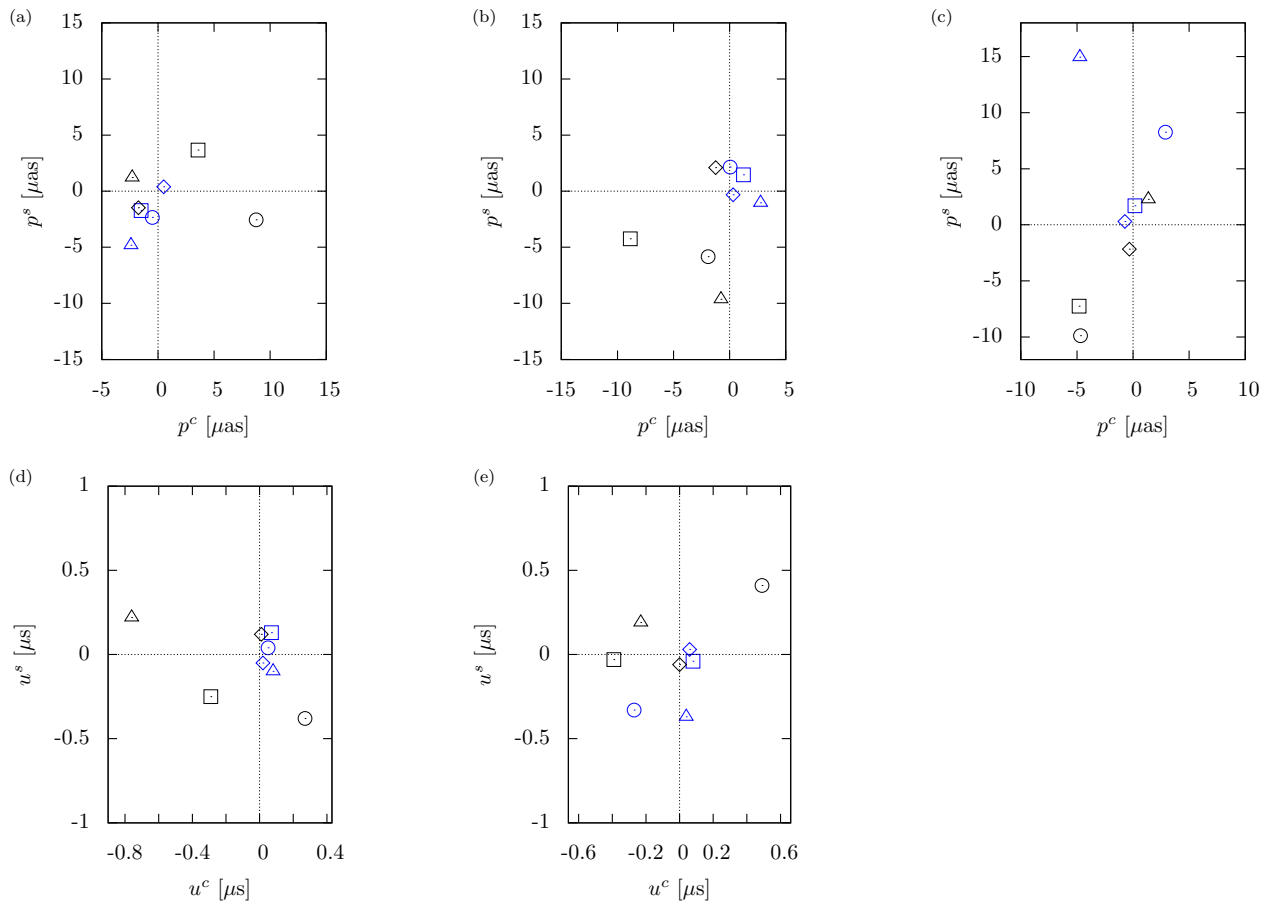 (a)
15
10
5
0
-5
-10
-15
p^s [μas]
-5 0 5 10 15
p^c [μas]
(b)
15
10
5
0
-5
-10
-15
p^s [μas]
-15 -10 -5 0 5
p^c [μas]
(c)
15
10
5
0
-5
-10
p^s [μas]
-10 -5 0 5 10
p^c [μas]
(d)
1
0.5
0
-0.5
-1
u^s [μs]
-0.8 -0.4 0 0.4
u^c [μs]
(e)
1
0.5
0
-0.5
-1
u^s [μs]
-0.6 -0.2 0 0.2 0.6
u^c [μs]